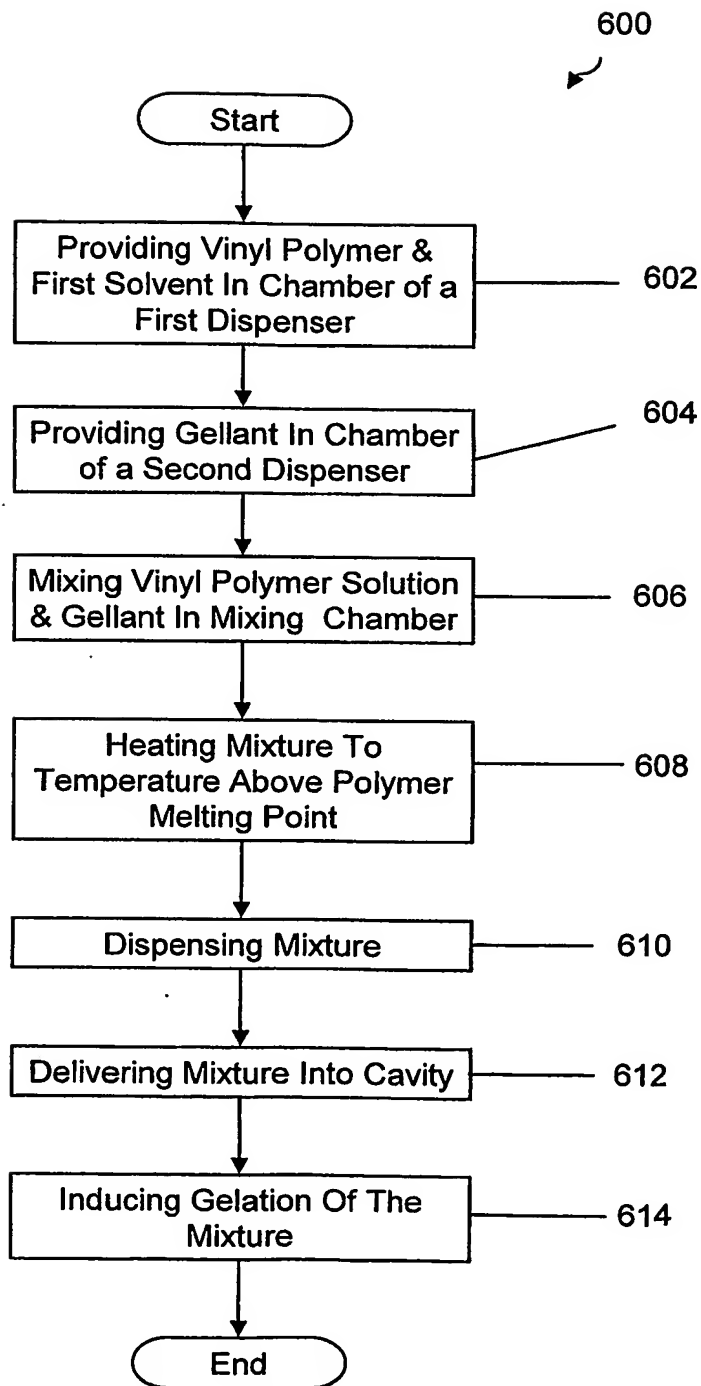 600
Start
Providing Vinyl Polymer &
First Solvent In Chamber of a
First Dispenser
602
Providing Gellant In Chamber
of a Second Dispenser
604
Mixing Vinyl Polymer Solution
& Gellant In Mixing Chamber
606
Heating Mixture To
Temperature Above Polymer
Melting Point
608
Dispensing Mixture
610
Delivering Mixture Into Cavity
612
Inducing Gelation Of The
Mixture
614
End